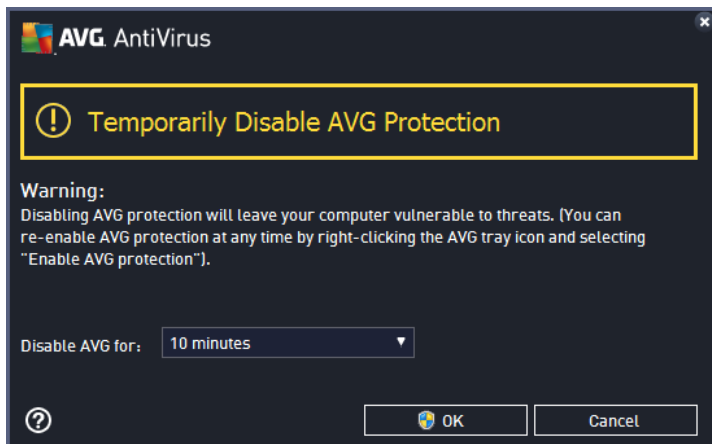 AVG. AntiVirus
Temporarily Disable AVG Protection
Warning:
Disabling AVG protection will leave your computer vulnerable to threats. (You can
re-enable AVG protection at any time by right-clicking the AVG tray icon and selecting
"Enable AVG protection").
Disable AVG for: 10 minutes
OK Cancel